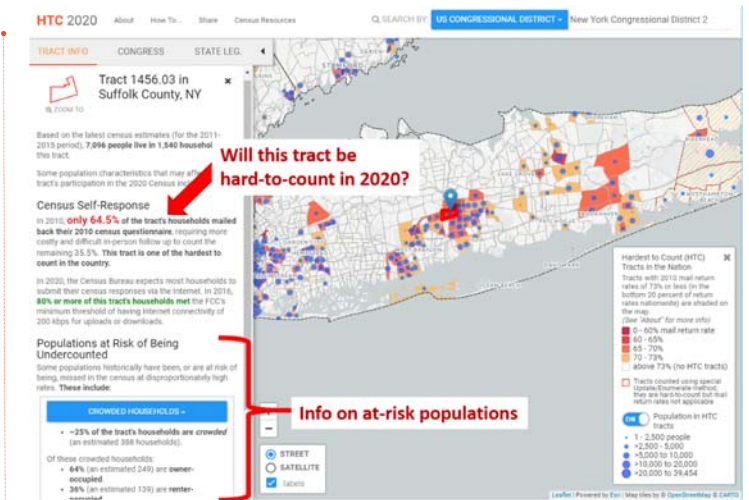 HTC 2020 About How To... Share Census Resources
SEARCH BY: US CONGRESSIONAL DISTRICT New York Congressional District 2
TRACT INFO CONGRESS STATE LEG.
Tract 1456.03 in
Suffolk County, NY
ZOOM TO
Based on the latest census estimates (for the 2011-
2015 period), 7,096 people live in 1,540 househol
this tract.
Some population characteristics that may aff
tract's participation in the 2020 Census inc
Will this tract be
hard-to-count in 2020?
Census Self-Response
In 2010, only 64.5% of the tract's households mailed
back their 2010 census questionnaire, requiring more
costly and difficult in-person follow up to count the
remaining 35.5%. This tract is one of the hardest to
count in the country.
In 2020, the Census Bureau expects most households to
submit their census responses via the Internet. In 2016,
80% or more of this tract's households met the FCC's
minimum threshold of having Internet connectivity of
200 kbps for uploads or downloads.
Populations at Risk of Being
Undercounted
Some populations historically have been, or are at risk of
being, missed in the census at disproportionately high
rates. These include:
CROWDED HOUSEHOLDS
~25% of the tract's households are crowded
(an estimated 388 households).
Of these crowded households:
64% (an estimated 249) are owner-
occupied.
36% (an estimated 139) are renter-
occupied
Info on at-risk populations
STREET
SATELLITE
labels
Hardest to Count (HTC)
Tracts in the Nation
Tracts with 2010 mail return
rates of 73% or less (in the
bottom 20 percent of return
rates nationwide) are shaded on
the map
(See "About" for more info)
0 - 60% mail return rate
60 - 65%
65 - 70%
70 - 73%
above 73% (no HTC tracts)
Tracts counted using special
Update/Enumerate method;
they are hard-to-count but mail
return rates not applicable
ON Population in HTC
tracts
1 - 2,500 people
>2,500 - 5,000
>5,000 to 10,000
>10,000 to 20,000
>20,000 to 39,454
Leaflet | Powered by Esri | Map tiles by © OpenStreetMap © CARTO